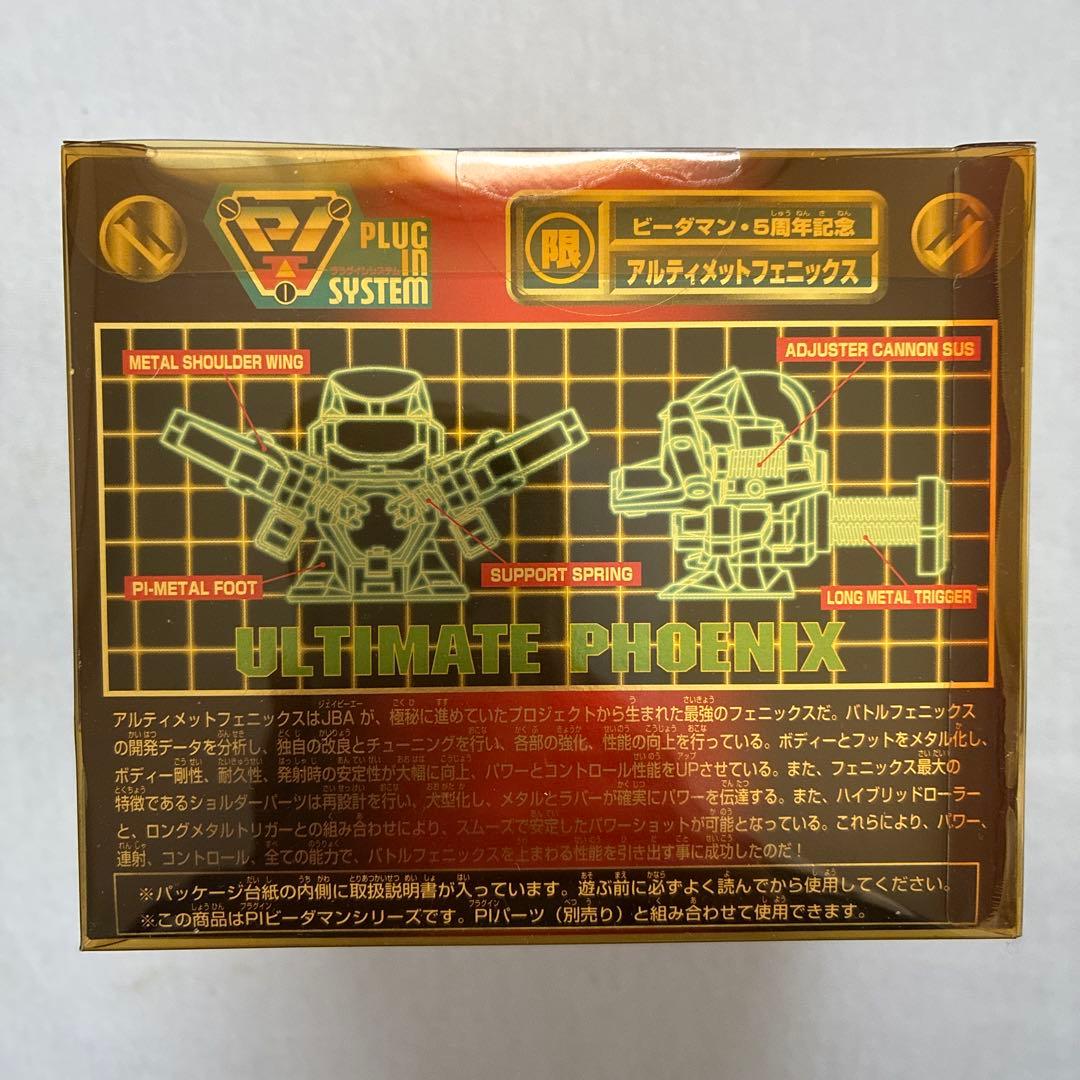 PI
PLUG
IN
プラグインシステム
SYSTEM
限
ビーダマン・5周年記念
しゅうねんきねん
アルティメットフェニックス
METAL SHOULDER WING
ADJUSTER CANNON SUS
PI-METAL FOOT
SUPPORT SPRING
LONG METAL TRIGGER
ULTIMATE PHOENIX
アルティメットフェニックスはJBAが、極秘に進めていたプロジェクトから生まれた最強のフェニックスだ。バトルフェニックス
の開発データを分析し、独自の改良とチューニングを行い、各部の強化、性能の向上を行っている。ボディーとフットをメタル化し、
ボディー剛性、耐久性、発射時の安定性が大幅に向上、パワーとコントロール性能をUPさせている。また、フェニックス最大の
特徴であるショルダーパーツは再設計を行い、大型化し、メタルとラバーが確実にパワーを伝達する。また、ハイブリッドローラー
と、ロングメタルトリガーとの組み合わせにより、スムーズで安定したパワーショットが可能となっている。これらにより、パワー、
連射、コントロール、全ての能力で、バトルフェニックスを上まわる性能を引き出す事に成功したのだ！
※パッケージ台紙の内側に取扱説明書が入っています。遊ぶ前に必ずよく読んでから使用してください。
※この商品はPIビーダマンシリーズです。PIパーツ（別売り）と組み合わせて使用できます。